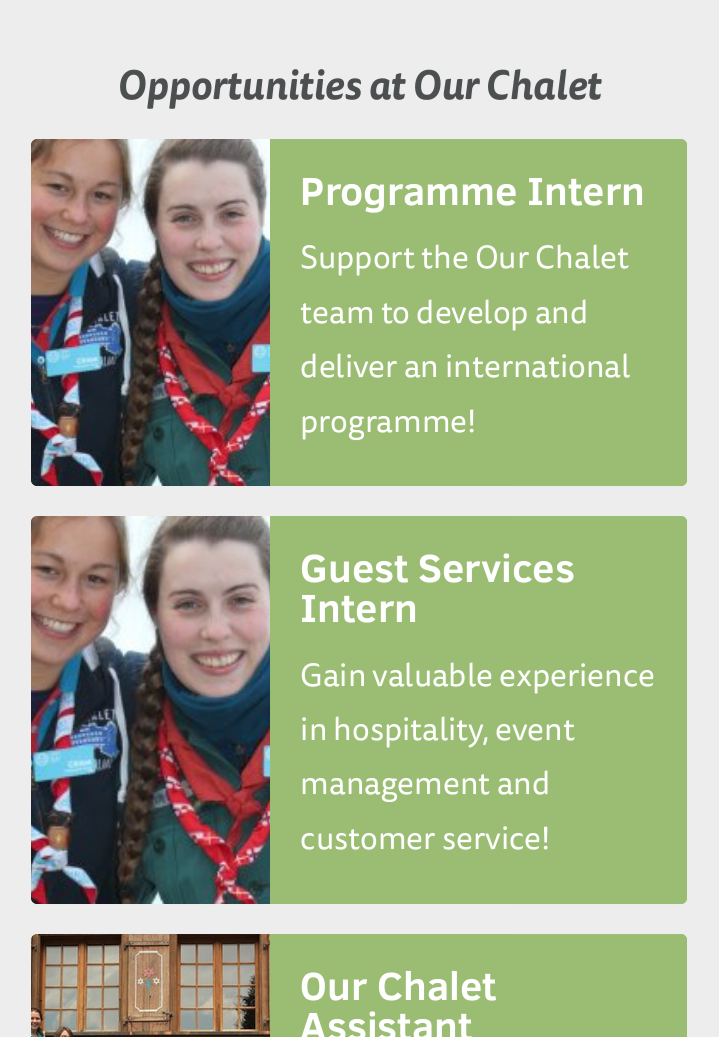 Opportunities at Our Chalet
Programme Intern
Support the Our Chalet
team to develop and
deliver an international
programme!
Guest Services
Intern
Gain valuable experience
in hospitality, event
management and
customer service!
Our Chalet
Assistant